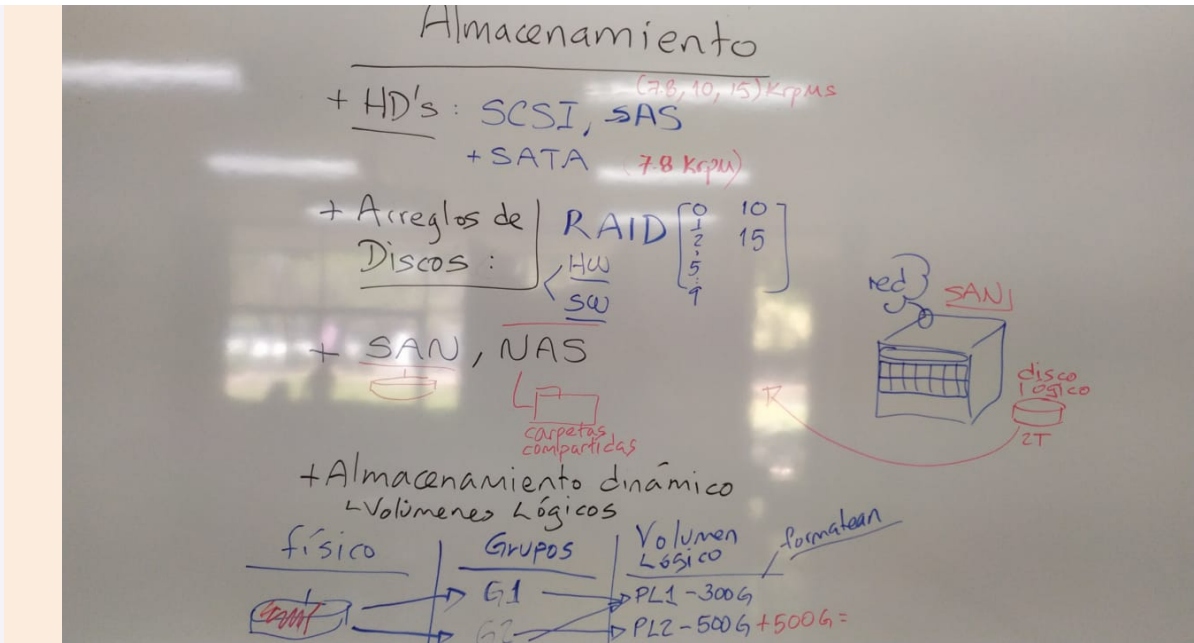 Almacenamiento
(7.8, 10, 15) Krpms
+ HD's : SCSI, SAS
+ SATA (7.8 Krpm)
+ Arreglos de
Discos :
RAID
0 10
1
2 15
5
HW
SW
+ SAN, NAS
carpetas
compartidas
red
SAN
disco
lógico
2T
+Almacenamiento dinámico
Volúmenes Lógicos
físico
Grupos
Volumen
Lógico
formatean
G1
PL1-300G
G2
PL2-500G+500G=